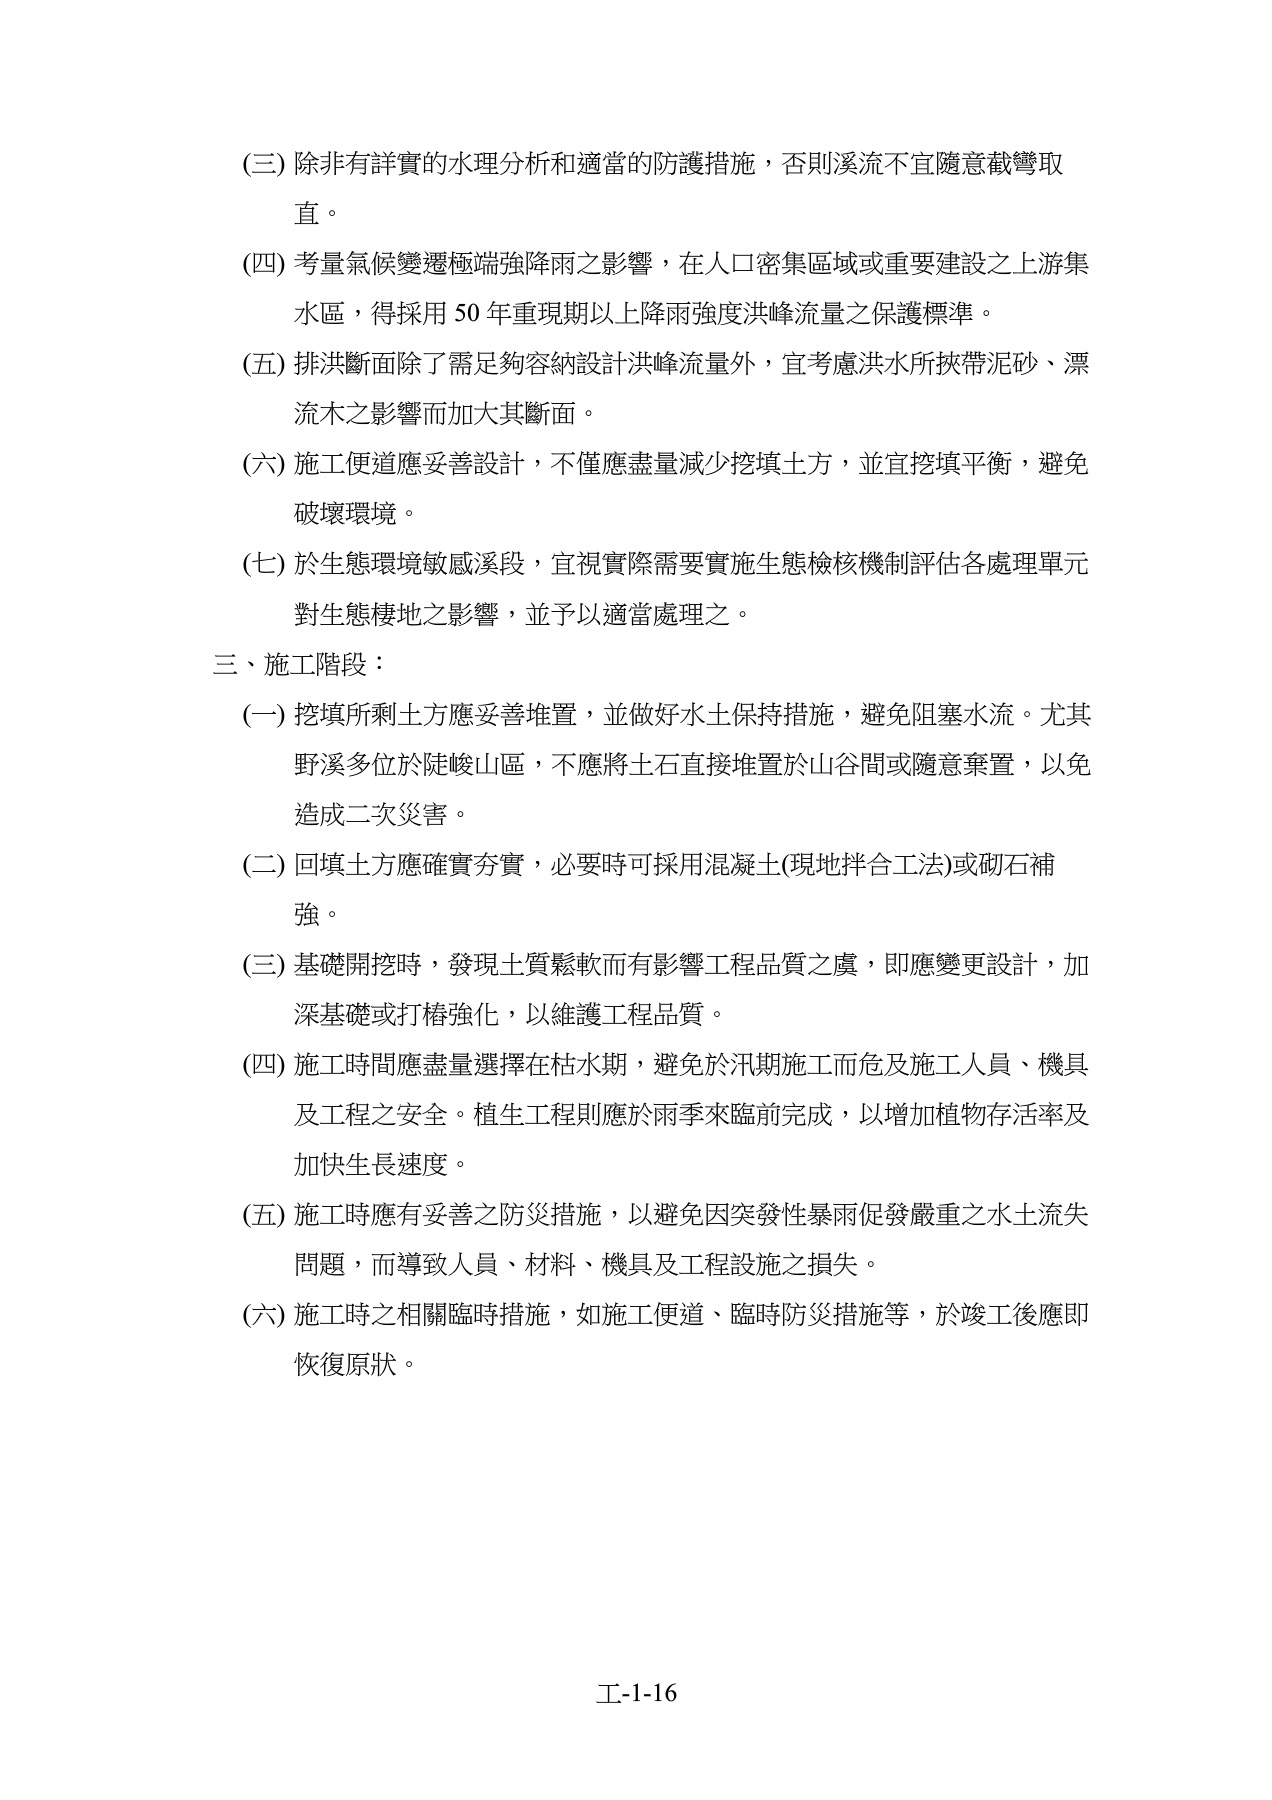 (三) 除非有詳實的水理分析和適當的防護措施，否則溪流不宜隨意截彎取
直。
(四) 考量氣候變遷極端強降雨之影響，在人口密集區域或重要建設之上游集
水區，得採用 50 年重現期以上降雨強度洪峰流量之保護標準。
(五) 排洪斷面除了需足夠容納設計洪峰流量外，宜考慮洪水所挾帶泥砂、漂
流木之影響而加大其斷面。
(六) 施工便道應妥善設計，不僅應盡量減少挖填土方，並宜挖填平衡，避免
破壞環境。
(七) 於生態環境敏感溪段，宜視實際需要實施生態檢核機制評估各處理單元
對生態棲地之影響，並予以適當處理之。
三、施工階段：
(一) 挖填所剩土方應妥善堆置，並做好水土保持措施，避免阻塞水流。尤其
野溪多位於陡峻山區，不應將土石直接堆置於山谷間或隨意棄置，以免
造成二次災害。
(二) 回填土方應確實夯實，必要時可採用混凝土(現地拌合工法)或砌石補
強。
(三) 基礎開挖時，發現土質鬆軟而有影響工程品質之虞，即應變更設計，加
深基礎或打樁強化，以維護工程品質。
(四) 施工時間應盡量選擇在枯水期，避免於汛期施工而危及施工人員、機具
及工程之安全。植生工程則應於雨季來臨前完成，以增加植物存活率及
加快生長速度。
(五) 施工時應有妥善之防災措施，以避免因突發性暴雨促發嚴重之水土流失
問題，而導致人員、材料、機具及工程設施之損失。
(六) 施工時之相關臨時措施，如施工便道、臨時防災措施等，於竣工後應即
恢復原狀。
工-1-16